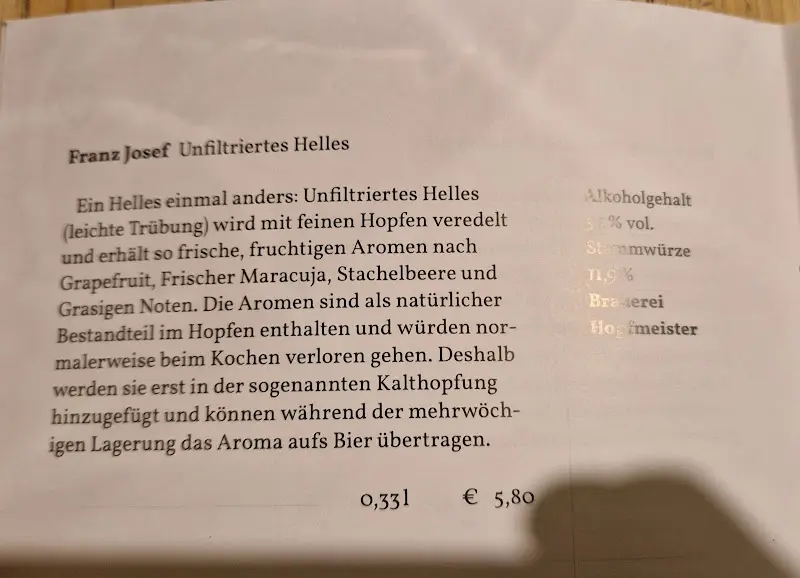 Franz Josef Unfiltriertes Helles
Ein Helles einmal anders: Unfiltriertes Helles
(leichte Trübung) wird mit feinen Hopfen veredelt
und erhält so frische, fruchtigen Aromen nach
Grapefruit, Frischer Maracuja, Stachelbeere und
Grasigen Noten. Die Aromen sind als natürlicher
Bestandteil im Hopfen enthalten und würden nor-
malerweise beim Kochen verloren gehen. Deshalb
werden sie erst in der sogenannten Kalthopfung
hinzugefügt und können während der mehrwöch-
igen Lagerung das Aroma aufs Bier übertragen.
0,33l € 5,80
Alkoholgehalt
% vol.
Stammwürze
11,9 %
Brauerei
Hopfmeister